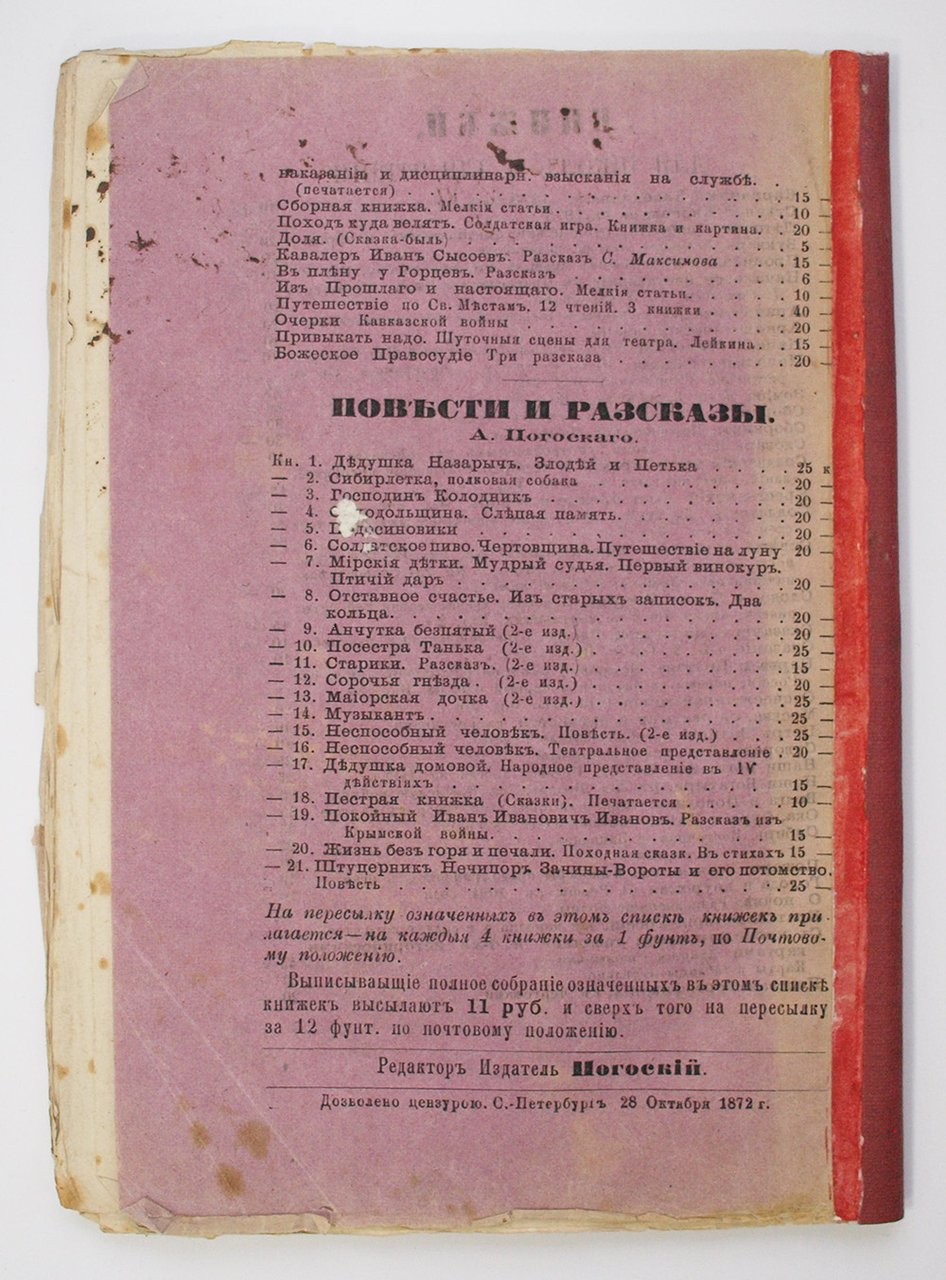 наказанія и дисциплинарн. взысканія на службѣ. .
(печатается) . . . . . . . . . . . . . 15 —
Сборная книжка. Мелкія статьи . . . . . . . . 10 —
Походъ куда велятъ. Солдатская игра. Книжка и картина. . 20 —
Доля. (Сказка-быль) . . . . . . . . . . . 5 —
Кавалеръ Иванъ Сысоевъ. Разсказъ С. Максимова . . . 15 —
Въ плѣну у Горцевъ. Разсказъ . . . . . . . . 6 —
Изъ Прошлаго и настоящаго. Мелкія статьи. . . . . 10 —
Путешествіе по Св. Мѣстамъ. 12 чтеній. 3 книжки . . . . 40 —
Очерки Кавказской войны . . . . . . . . . . 20 —
Привыкать надо. Шуточныя сцены для театра. Лейкина. . 15 —
Божеское Правосудіе Три разсказа . . . . . . . 20 —
ПОВѢСТИ И РАЗСКАЗЫ.
А. Погоскаго.
Кн. 1. Дѣдушка Назарычъ. Злодѣй и Петька . . . . 25 к
— 2. Сибирлетка, полковая собака . . . . . . . 20 —
— 3. Господинъ Колодникъ . . . . . . . . . 20 —
— 4. Слѣпая память. . . . . . 20 —
— 5. . . . . . . . . . . . 20 —
— 6. Солдатское пиво. Чертовщина. Путешествіе на луну 20 —
— 7. Мірскія дѣтки. Мудрый судья. Первый винокуръ.
Птичій даръ . . . . . . . . . . . . 20 —
— 8. Отставное счастье. Изъ старыхъ записокъ. Два
кольца. . . . . . . . . . . . . . 20 —
— 9. Анчутка безпятый (2-е изд.) . . . . . . . 20 —
— 10. Посестра Танька (2-е изд.) . . . . . . . 25 —
— 11. Старики. Разсказъ. (2-е изд.) . . . . . . . 15 —
— 12. Сорочья гнѣзда . (2-е изд.) . . . . . . . 20 —
— 13. Маіорская дочка (2-е изд.) . . . . . . . 25 —
— 14. Музыкантъ . . . . . . . . . . . . 25 —
— 15. Неспособный человѣкъ. Повѣсть. (2-е изд.) . . . 25 —
— 16. Неспособный человѣкъ. Театральное представленіе . 20 —
— 17. Дѣдушка домовой. Народное представленіе въ IV
дѣйствіяхъ . . . . . . . . . . . . 15 —
— 18. Пестрая книжка (Сказки). Печатается . . . . . 10 —
— 19. Покойный Иванъ Ивановичъ Ивановъ. Разсказъ изъ
Крымской войны. . . . . . . . . . . 15 —
— 20. Жизнь безъ горя и печали. Походная сказк. Въ стихахъ 15 —
— 21. Штуцерникъ Нечипоръ Зачины-Вороты и его потомство.
Повѣсть . . . . . . . . . . . . . 25 —
На пересылку означенныхъ въ этомъ спискѣ книжекъ при-
лагается—на каждыя 4 книжки за 1 фунтъ, по Почтово-
му положенію.
Выписывающіе полное собраніе означенныхъ въ этомъ спискѣ
книжекъ высылаютъ 11 руб. и сверхъ того на пересылку
за 12 фунт. по почтовому положенію.
Редакторъ Издатель Погоскій.
Дозволено цензурою. С.-Петербургъ 28 Октября 1872 г.